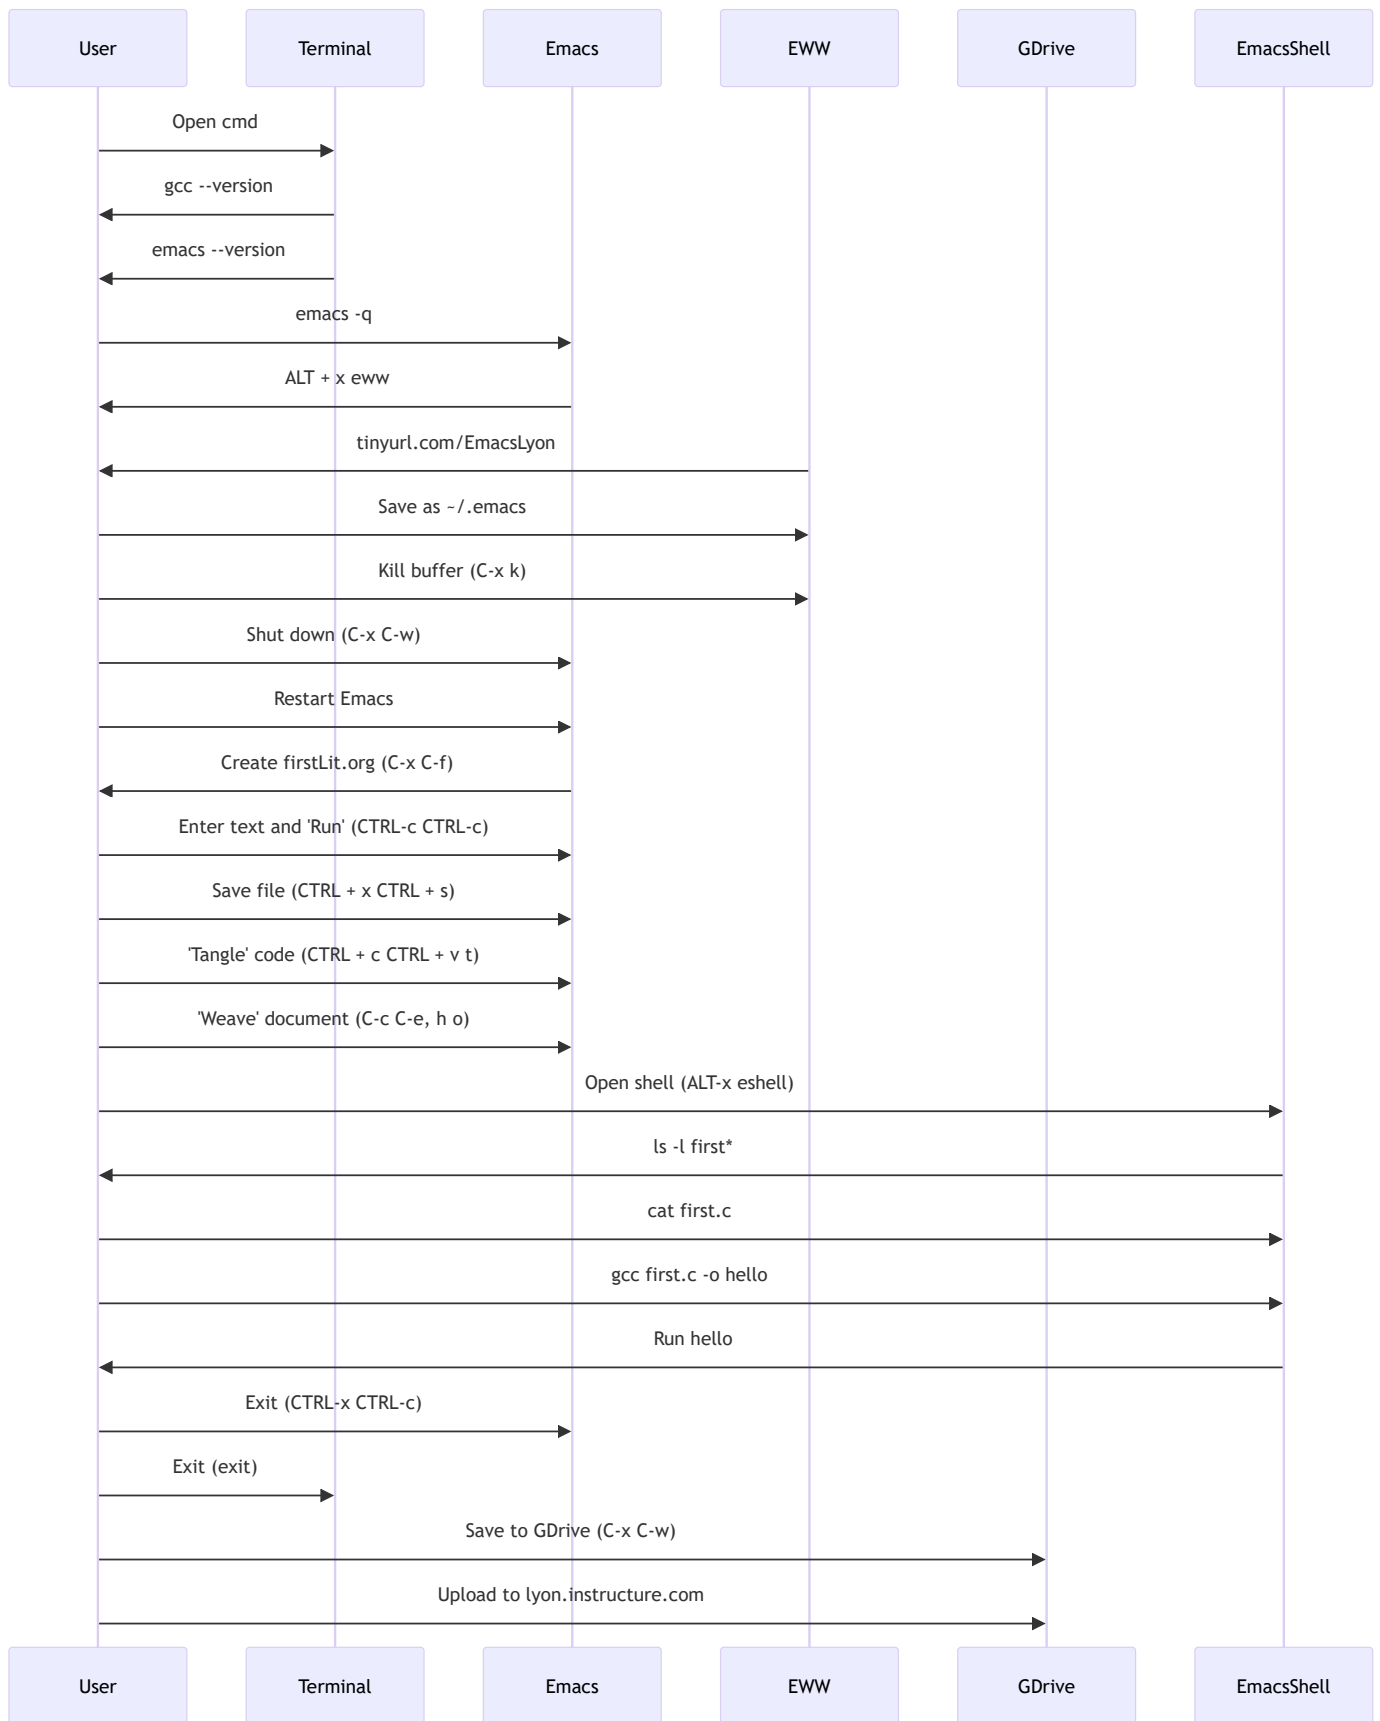 User
Terminal
Emacs
EWW
GDrive
EmacsShell
Open cmd
gcc --version
emacs --version
emacs -q
ALT + x eww
tinyurl.com/EmacsLyon
Save as ~/.emacs
Kill buffer (C-x k)
Shut down (C-x C-w)
Restart Emacs
Create firstLit.org (C-x C-f)
Enter text and 'Run' (CTRL-c CTRL-c)
Save file (CTRL + x CTRL + s)
'Tangle' code (CTRL + c CTRL + v t)
'Weave' document (C-c C-e, h o)
Open shell (ALT-x eshell)
ls -l first*
cat first.c
gcc first.c -o hello
Run hello
Exit (CTRL-x CTRL-c)
Exit (exit)
Save to GDrive (C-x C-w)
Upload to lyon.instructure.com
User
Terminal
Emacs
EWW
GDrive
EmacsShell